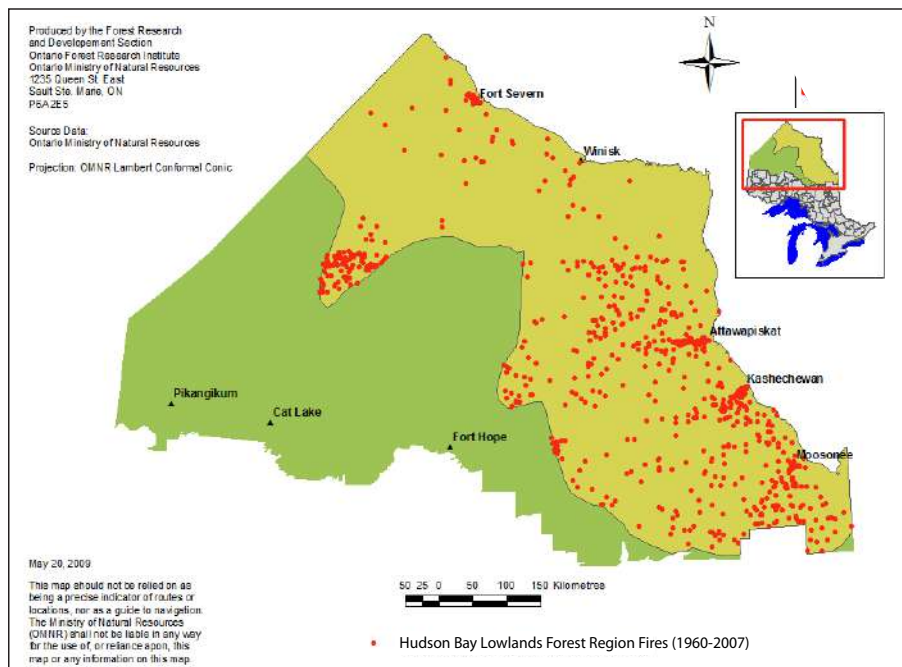 Produced by the Forest Research
and Developement Section
Ontario Forest Research Institute
Ontario Ministry of Natural Resources
1235 Queen St. East
Sault Ste. Marie, ON
P6A2E5
Source Data:
Ontario Ministry of Natural Resources
Projection: OMNR Lambert Conformal Conic
N
Fort Severn
Winisk
Attawapiskat
Kashechewan
Pikangikum
Cat Lake
Fort Hope
Moosonee
May 20, 2009
This map should not be relied on as
being a precise indicator of routes or
locations, nor as a guide to navigation.
The Ministry of Natural Resources
(OMNR) shall not be liable in any way
for the use of, or reliance apon, this
map or any information on this map.
50 25 0 50 100 150 Kilometres
Hudson Bay Lowlands Forest Region Fires (1960-2007)